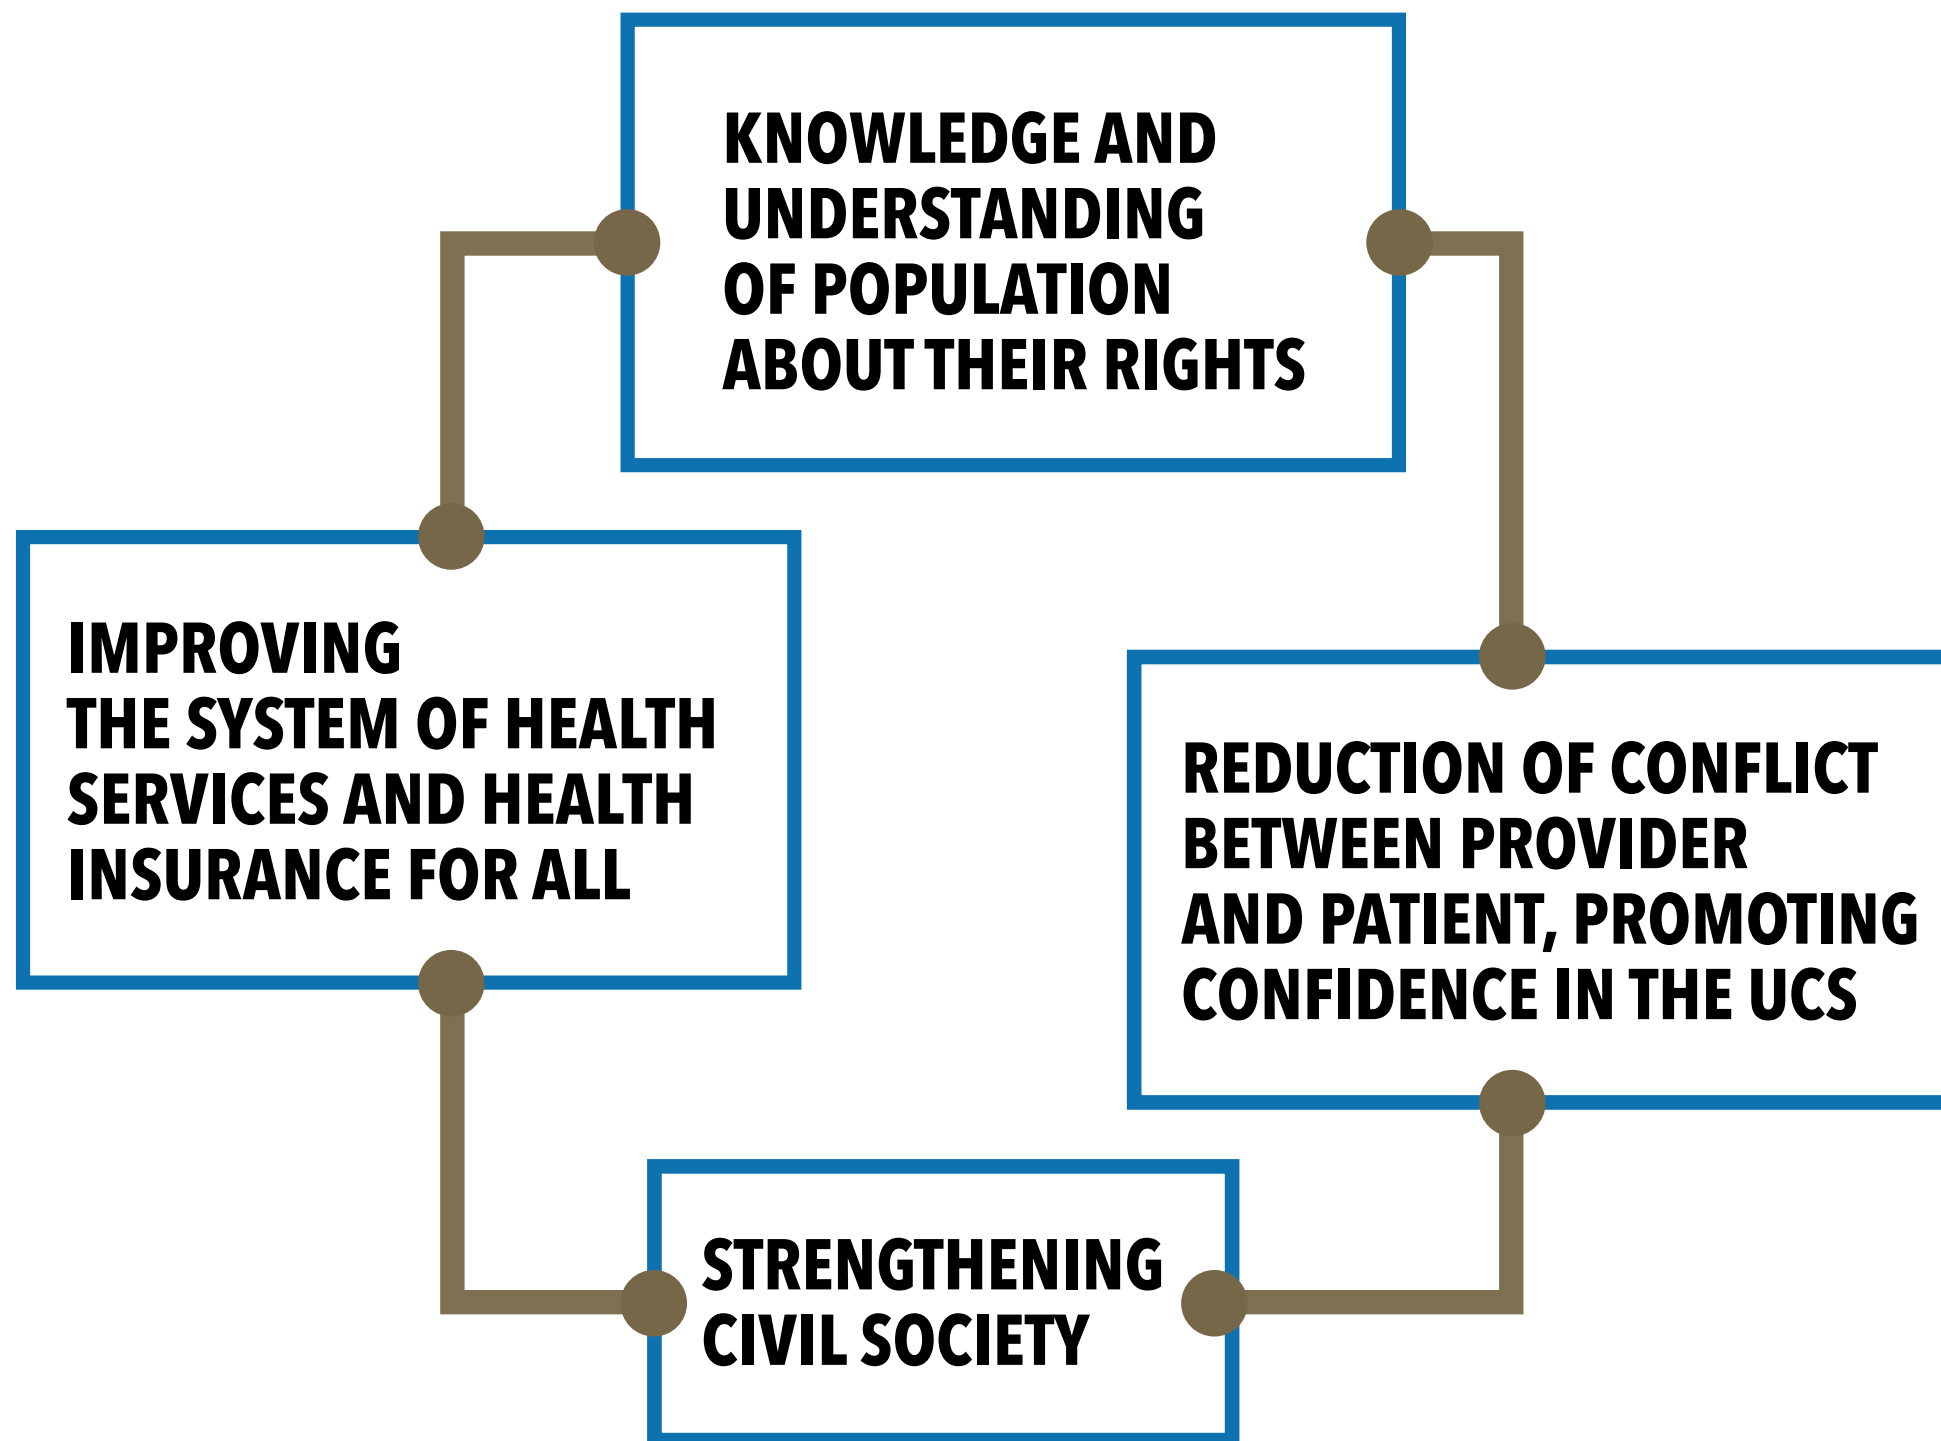 KNOWLEDGE AND
UNDERSTANDING
OF POPULATION
ABOUT THEIR RIGHTS
IMPROVING
THE SYSTEM OF HEALTH
SERVICES AND HEALTH
INSURANCE FOR ALL
REDUCTION OF CONFLICT
BETWEEN PROVIDER
AND PATIENT, PROMOTING
CONFIDENCE IN THE UCS
STRENGTHENING
CIVIL SOCIETY